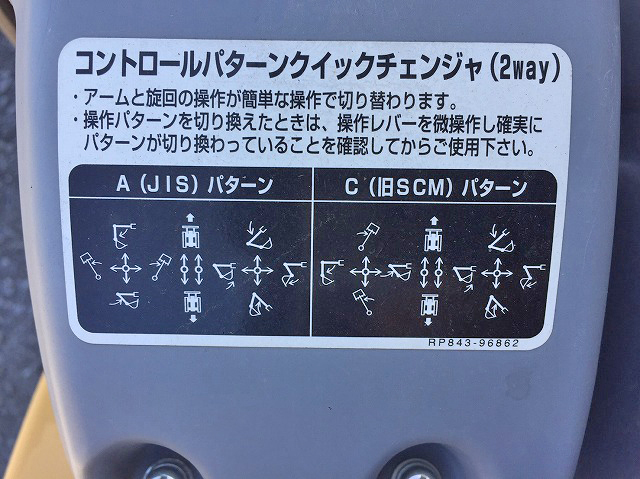 コントロールパターンクイックチェンジャ(2way)
・アームと旋回の操作が簡単な操作で切り替わります。
・操作パターンを切り換えたときは、操作レバーを微操作し確実に
パターンが切り換わっていることを確認してからご使用下さい。
A(JIS)パターン
C(旧SCM)パターン
RP843-96862